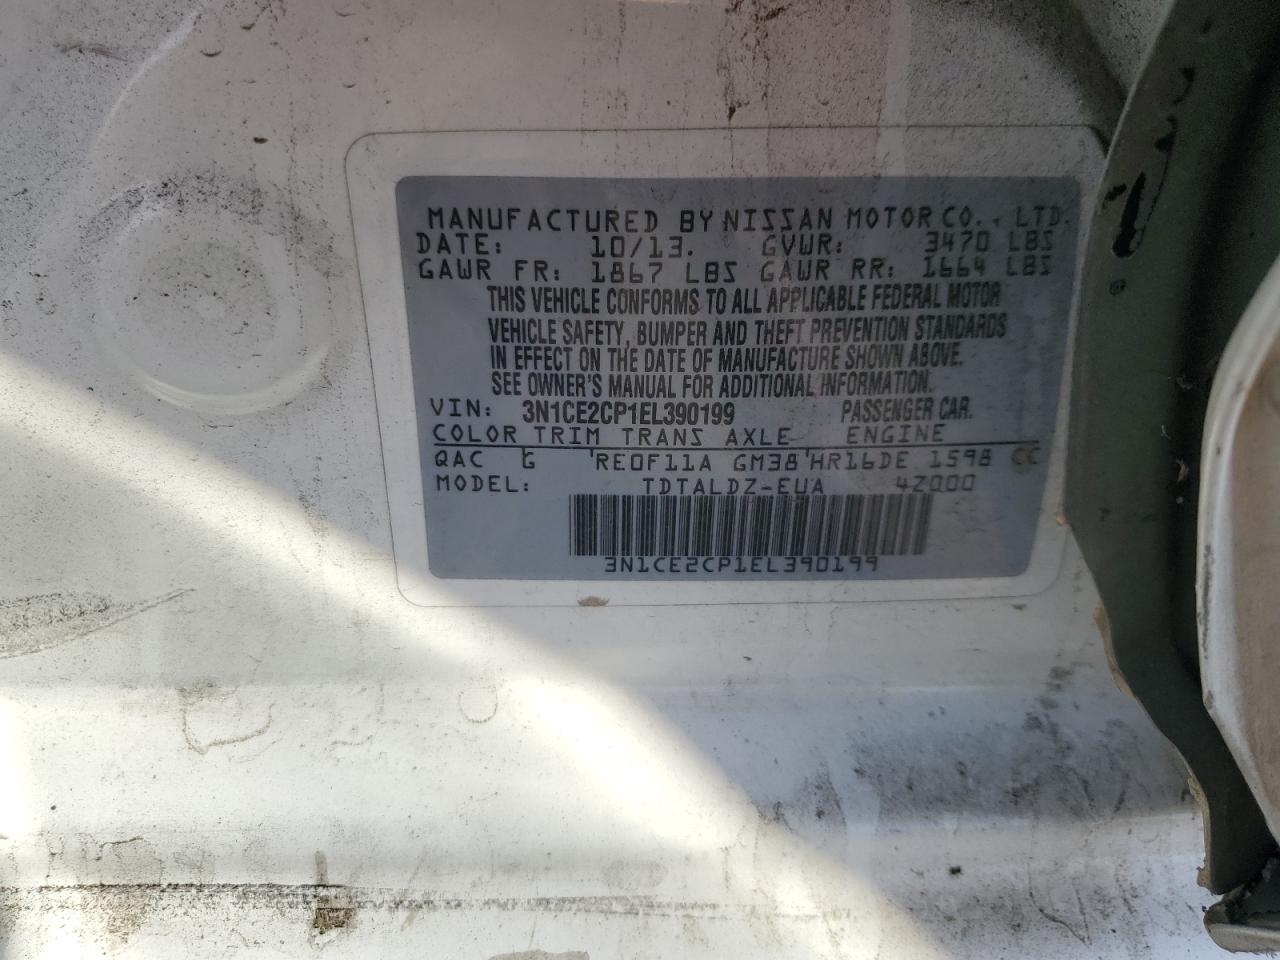 MANUFACTURED BY NISSAN MOTOR CO., LTD.
DATE: 10/13. GVWR: 3470 LBS
GAWR FR: 1867 LBS GAWR RR: 1664 LBS
THIS VEHICLE CONFORMS TO ALL APPLICABLE FEDERAL MOTOR
VEHICLE SAFETY, BUMPER AND THEFT PREVENTION STANDARDS
IN EFFECT ON THE DATE OF MANUFACTURE SHOWN ABOVE.
SEE OWNER'S MANUAL FOR ADDITIONAL INFORMATION.
VIN: 3N1CE2CP1EL390199 PASSENGER CAR.
COLOR TRIM TRANS AXLE ENGINE
QAC G RE0F11A GM38 HR16DE 1598 CC
MODEL: TDTALDZ-EUA 4Z000
3N1CE2CP1EL390199